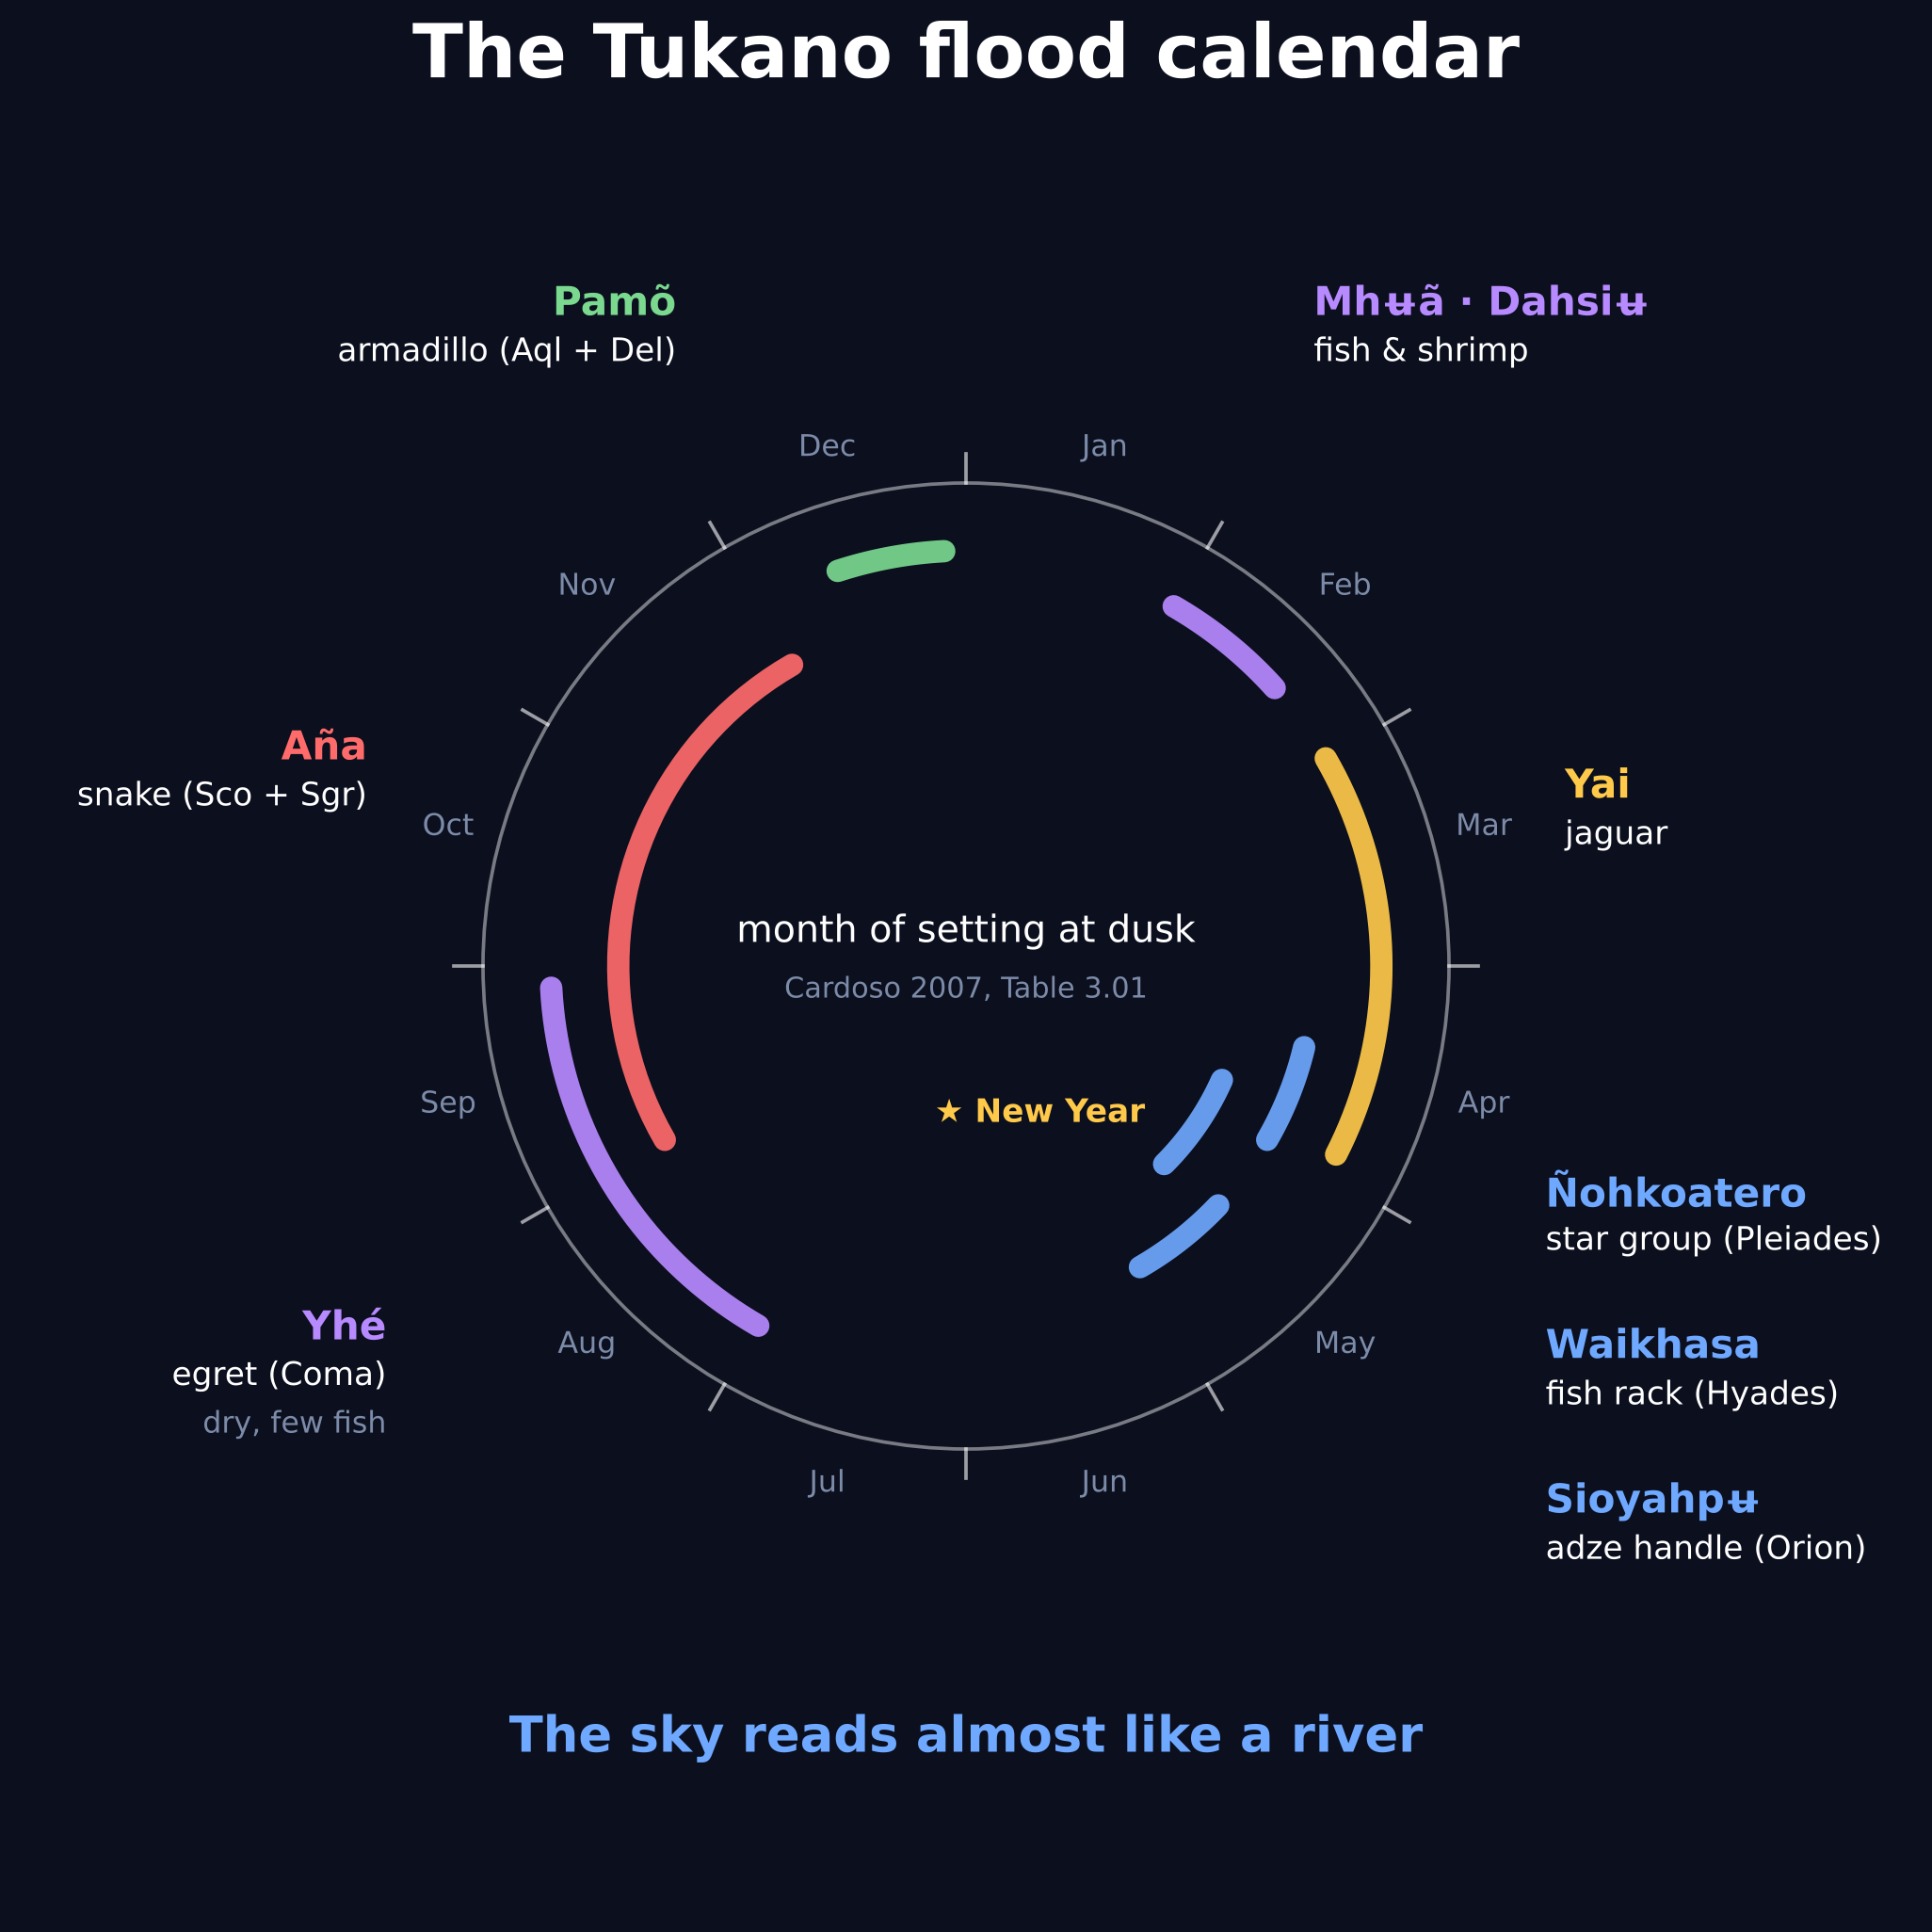 The Tukano flood calendar
Pamõ
armadillo (Aql + Del)
Mhʉã · Dahsiʉ
fish & shrimp
Dec
Jan
Nov
Feb
Aña
snake (Sco + Sgr)
Yai
jaguar
Oct
Mar
month of setting at dusk
Cardoso 2007, Table 3.01
★ New Year
Sep
Apr
Ñohkoatero
star group (Pleiades)
Yhé
egret (Coma)
dry, few fish
Aug
May
Waikhasa
fish rack (Hyades)
Jul
Jun
Sioyahpʉ
adze handle (Orion)
The sky reads almost like a river